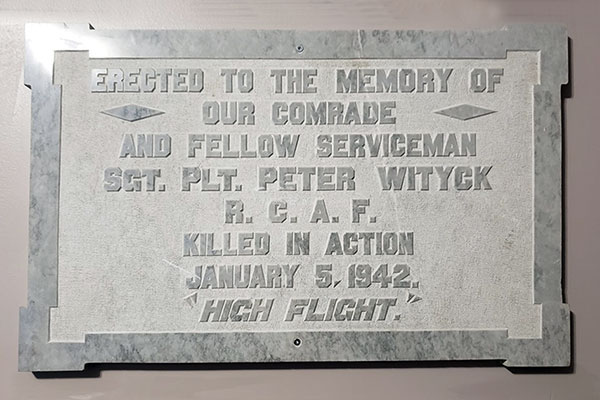 ERECTED TO THE MEMORY OF
OUR COMRADE
AND FELLOW SERVICEMAN
SGT. PLT. PETER WITYCK
R. C. A. F.
KILLED IN ACTION
JANUARY 5, 1942.
"HIGH FLIGHT."